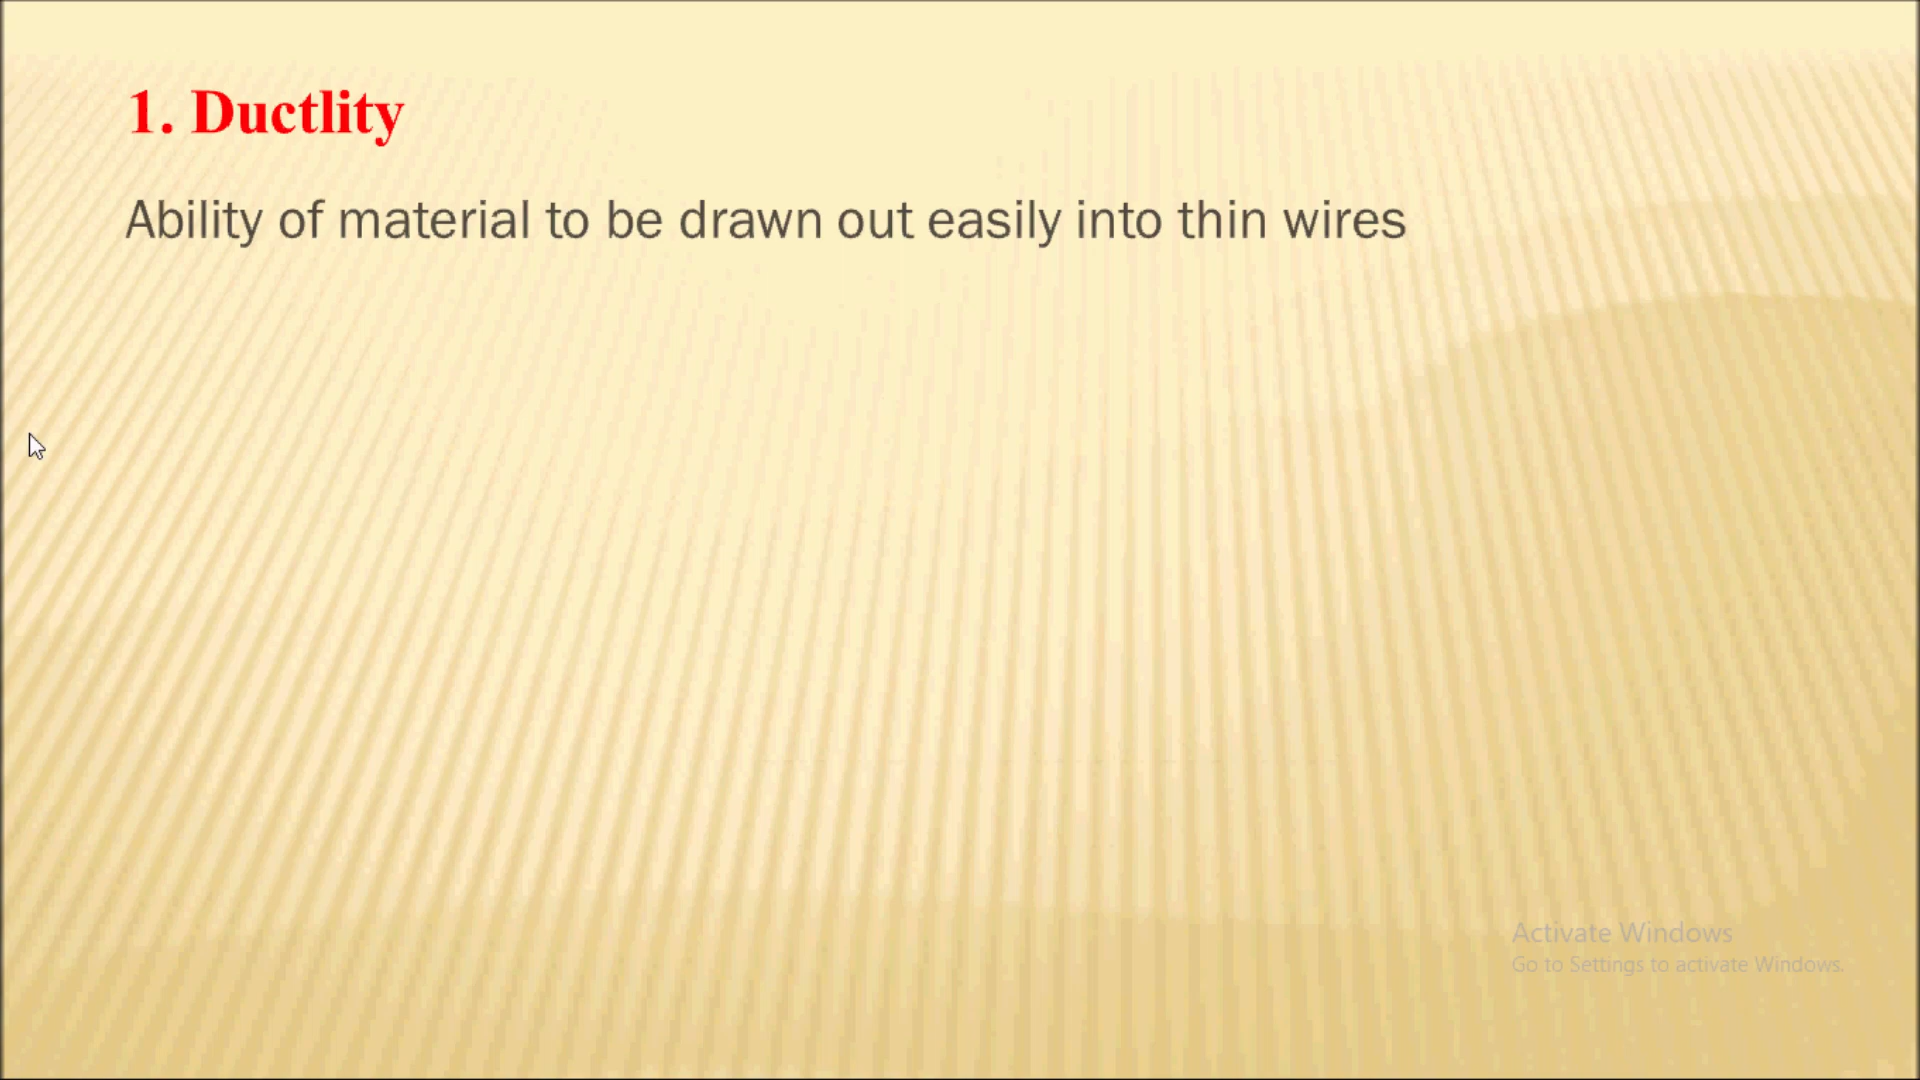 1. Ductlity
Ability of material to be drawn out easily into thin wires
Activate Windows
Go to Settings to activate Windows.